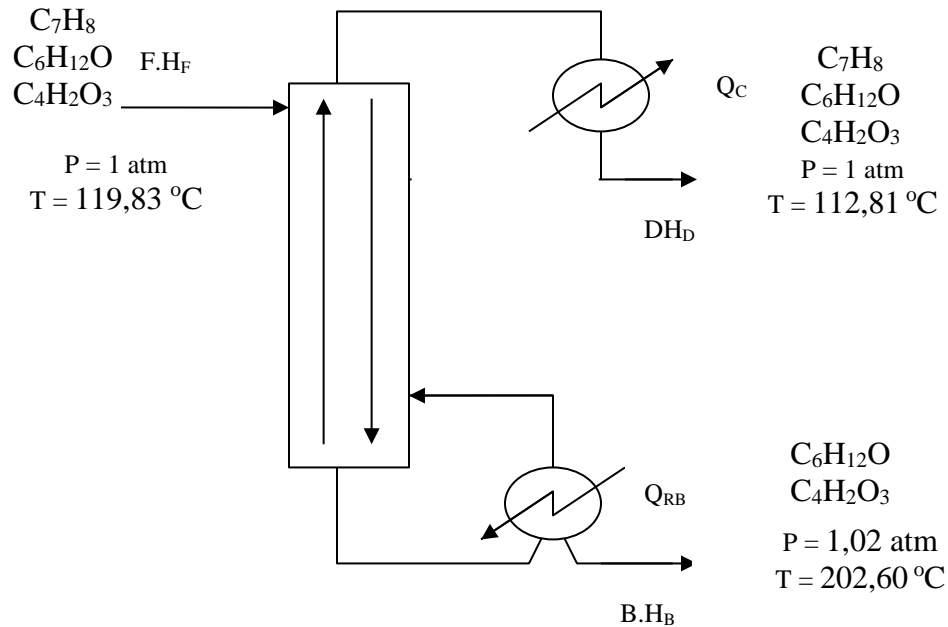 C7H8
C6H12O
C4H2O3
F.HF
P = 1 atm
T = 119,83 ºC
QC
C7H8
C6H12O
C4H2O3
P = 1 atm
T = 112,81 ºC
DHD
C6H12O
C4H2O3
QRB
P = 1,02 atm
T = 202,60 ºC
B.HB